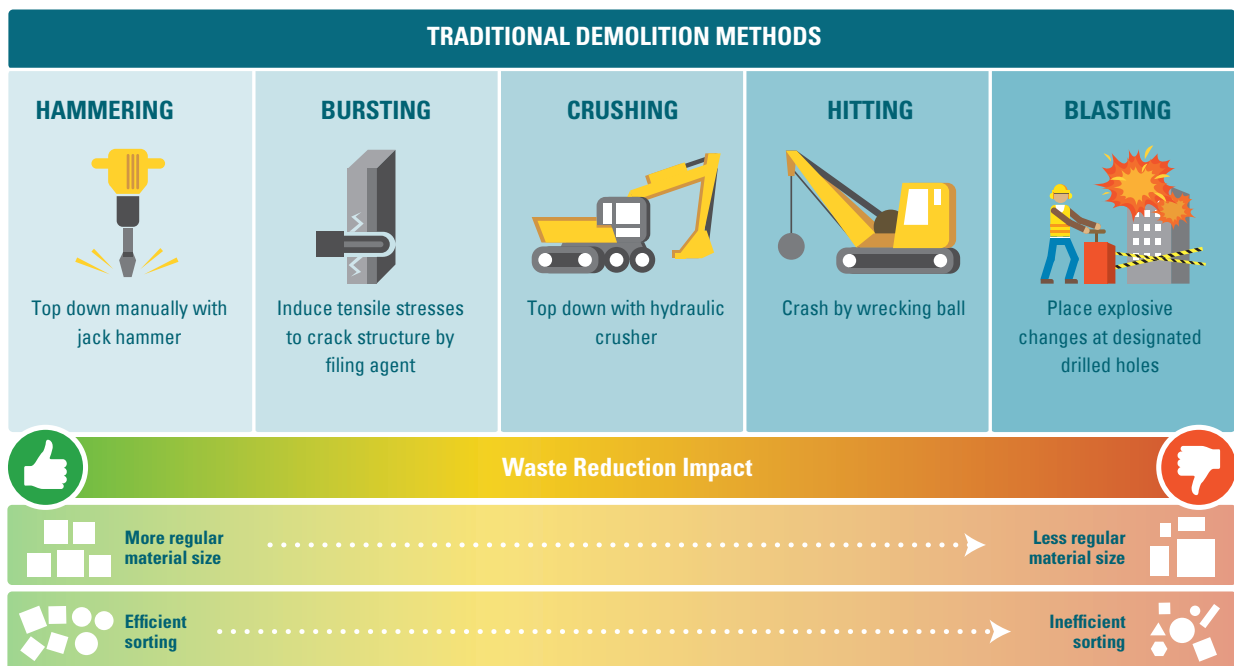 TRADITIONAL DEMOLITION METHODS
HAMMERING
Top down manually with
jack hammer
BURSTING
Induce tensile stresses
to crack structure by
filing agent
CRUSHING
Top down with hydraulic
crusher
HITTING
Crash by wrecking ball
BLASTING
Place explosive
changes at designated
drilled holes
Waste Reduction Impact
More regular
material size
Less regular
material size
Efficient
sorting
Inefficient
sorting